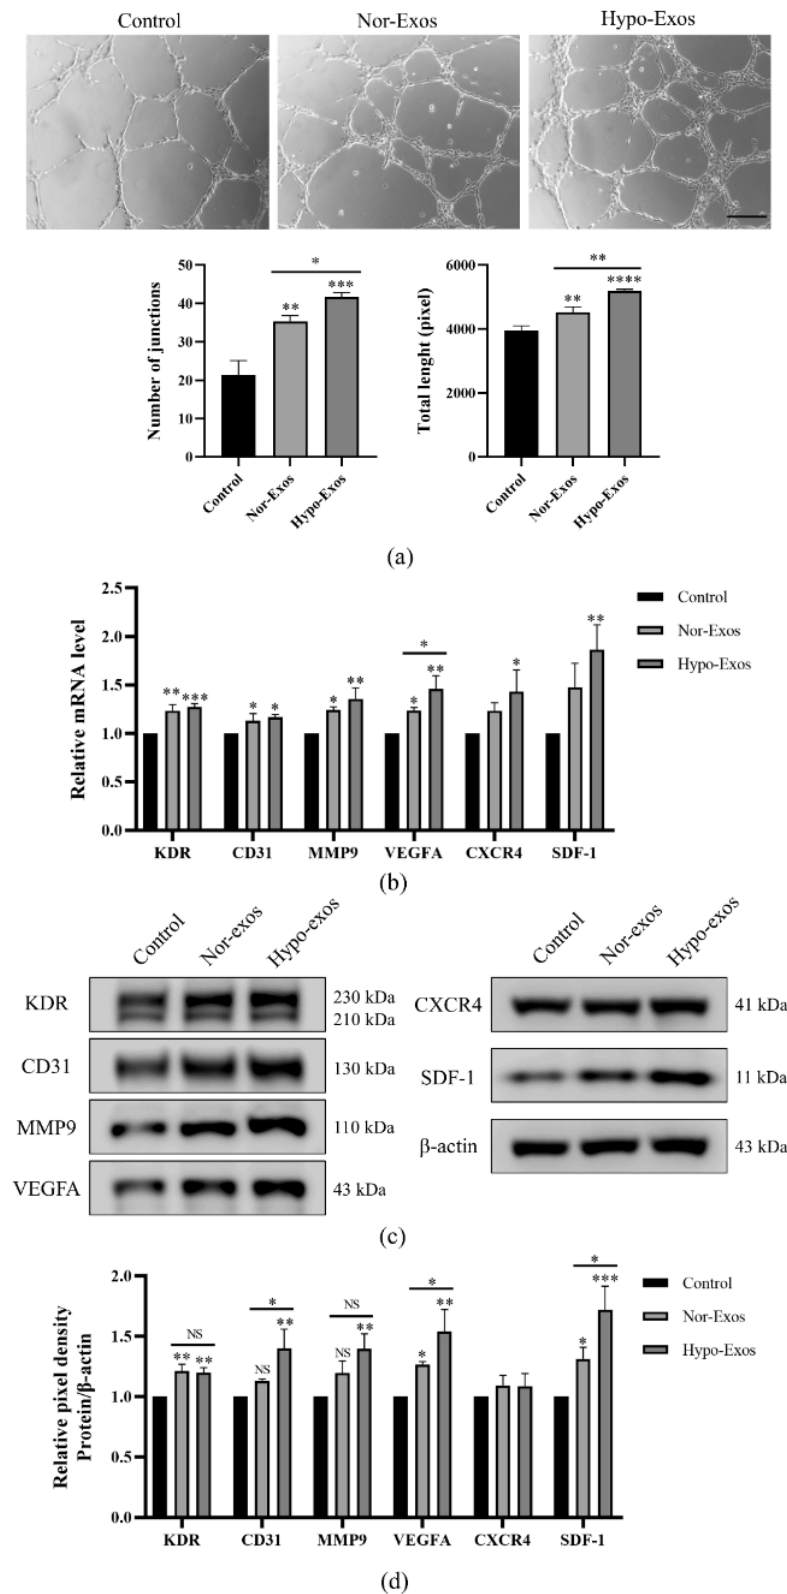 Control Nor-Exos Hypo-Exos
Number of junctions
50
40
30
20
10
0
*
**
***
Control
Nor-Exos
Hypo-Exos
Total lenght (pixel)
6000
4000
2000
0
**
**
****
Control
Nor-Exos
Hypo-Exos
(a)
Relative mRNA level
2.5
2.0
1.5
1.0
0.5
0.0
** ***
* *
* **
*
* **
*
**
KDR CD31 MMP9 VEGFA CXCR4 SDF-1
Control
Nor-Exos
Hypo-Exos
(b)
Control Nor-exos Hypo-exos
KDR 230 kDa
210 kDa
CD31 130 kDa
MMP9 110 kDa
VEGFA 43 kDa
Control Nor-exos Hypo-exos
CXCR4 41 kDa
SDF-1 11 kDa
β-actin 43 kDa
(c)
Relative pixel density
Protein/β-actin
2.0
1.5
1.0
0.5
0.0
NS
** **
*
NS **
NS
NS **
*
* **
*
* ***
KDR CD31 MMP9 VEGFA CXCR4 SDF-1
Control
Nor-Exos
Hypo-Exos
(d)